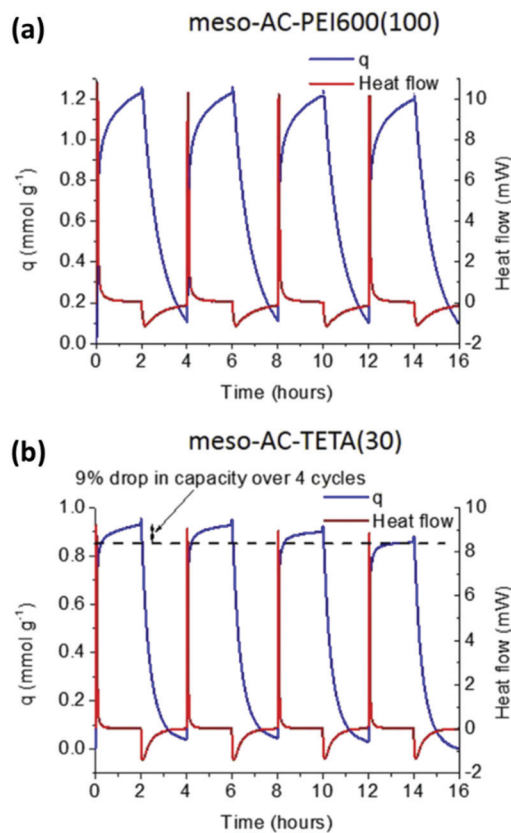 (a)
meso-AC-PEI600(100)
q
Heat flow
1.2
1.0
0.8
0.6
0.4
0.2
0.0
q (mmol g⁻¹)
10
8
6
4
2
0
-2
Heat flow (mW)
0 2 4 6 8 10 12 14 16
Time (hours)
(b)
meso-AC-TETA(30)
9% drop in capacity over 4 cycles
q
Heat flow
1.0
0.8
0.6
0.4
0.2
0.0
q (mmol g⁻¹)
10
8
6
4
2
0
-2
Heat flow (mW)
0 2 4 6 8 10 12 14 16
Time (hours)